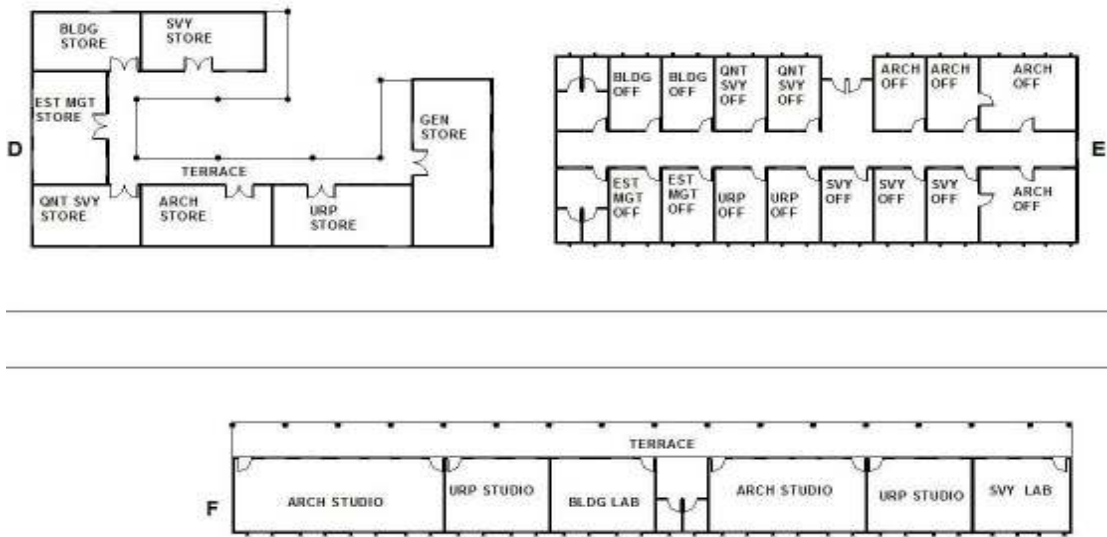 BLDG
STORE
SVY
STORE
EST MGT
STORE
GEN
STORE
D
TERRACE
QNT SVY
STORE
ARCH
STORE
URP
STORE
BLDG
OFF
BLDG
OFF
QNT
SVY
OFF
QNT
SVY
OFF
ARCH
OFF
ARCH
OFF
ARCH
OFF
E
EST
MGT
OFF
EST
MGT
OFF
URP
OFF
URP
OFF
SVY
OFF
SVY
OFF
SVY
OFF
ARCH
OFF
TERRACE
F
ARCH STUDIO
URP STUDIO
BLDG LAB
ARCH STUDIO
URP STUDIO
SVY LAB